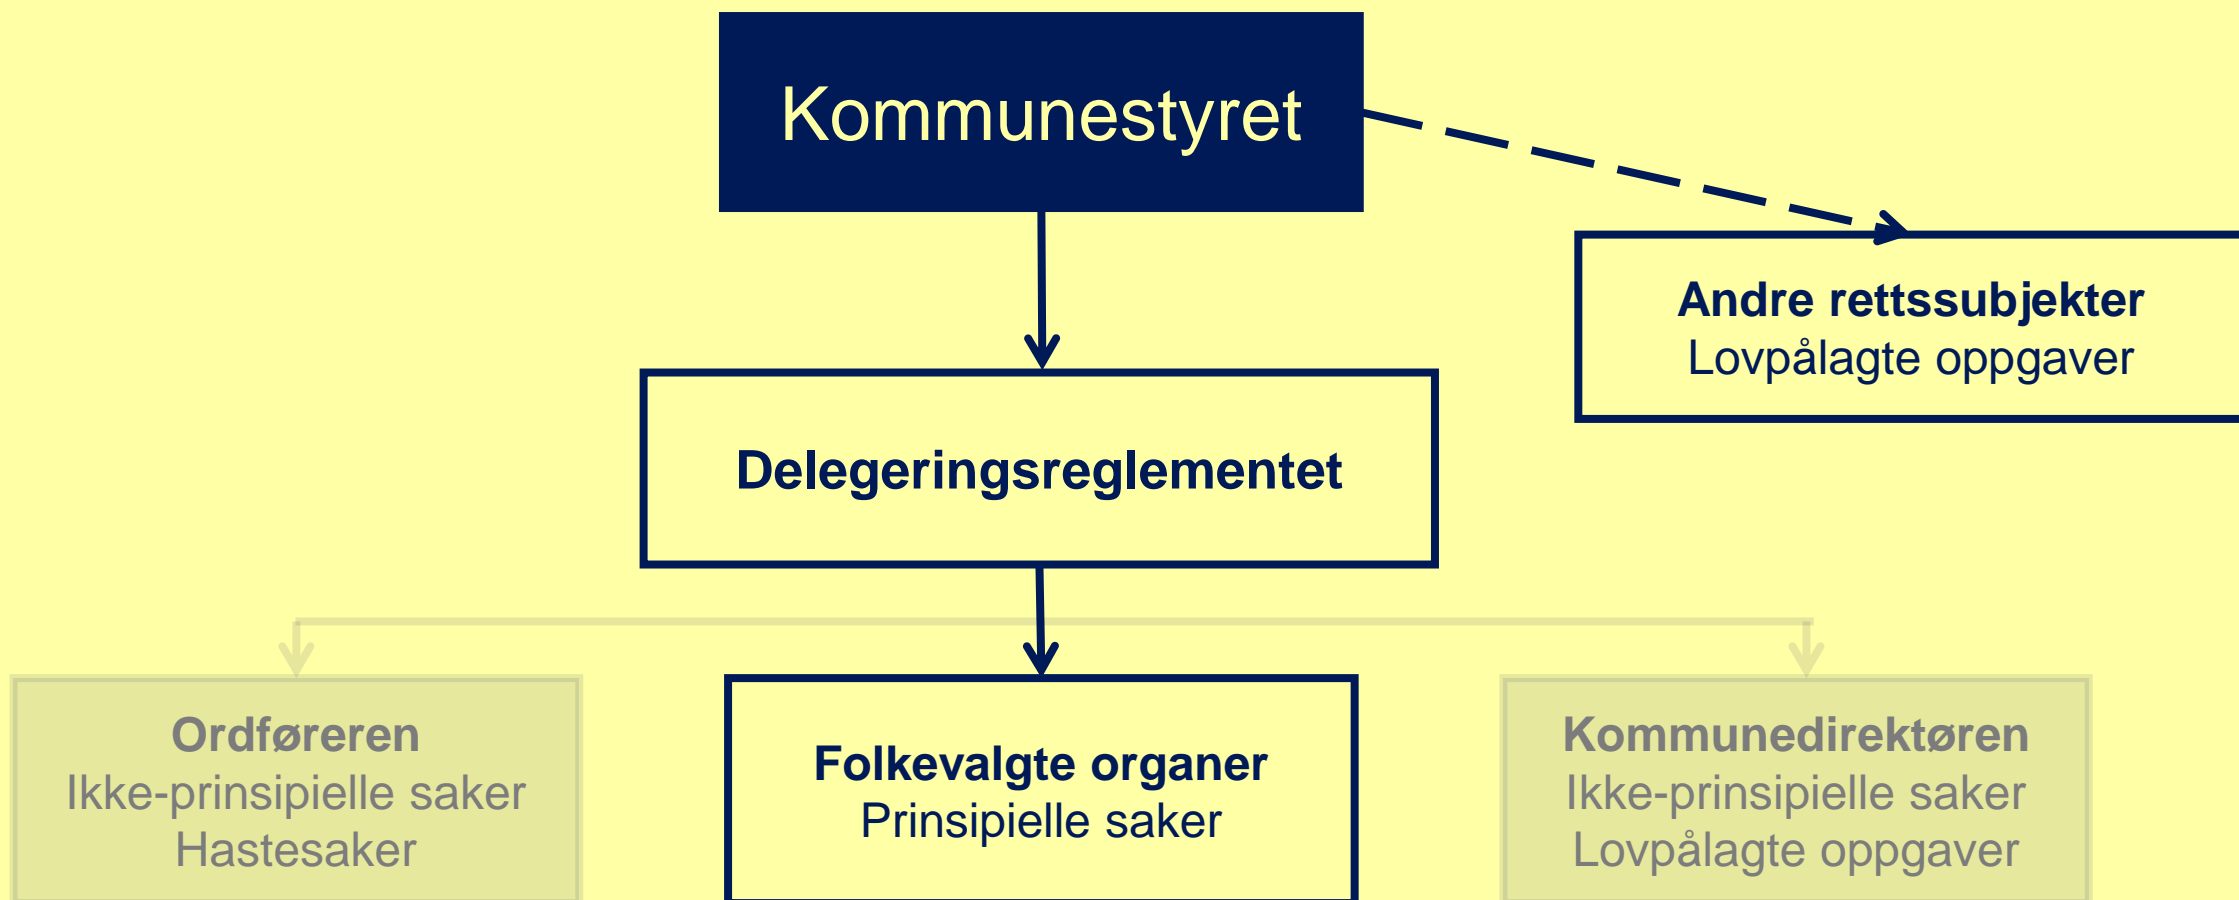 Kommunestyret
Andre rettssubjekter
Lovpålagte oppgaver
Delegeringsreglementet
Ordføreren
Ikke-prinsipielle saker
Hastesaker
Folkevalgte organer
Prinsipielle saker
Kommunedirektøren
Ikke-prinsipielle saker
Lovpålagte oppgaver